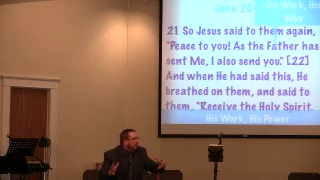 John 20
His Work, His
Way
21 So Jesus said to them again,
"Peace to you! As the Father has
sent Me, I also send you." [22]
And when He had said this, He
breathed on them, and said to
them, "Receive the Holy Spirit.
His Work, His Power